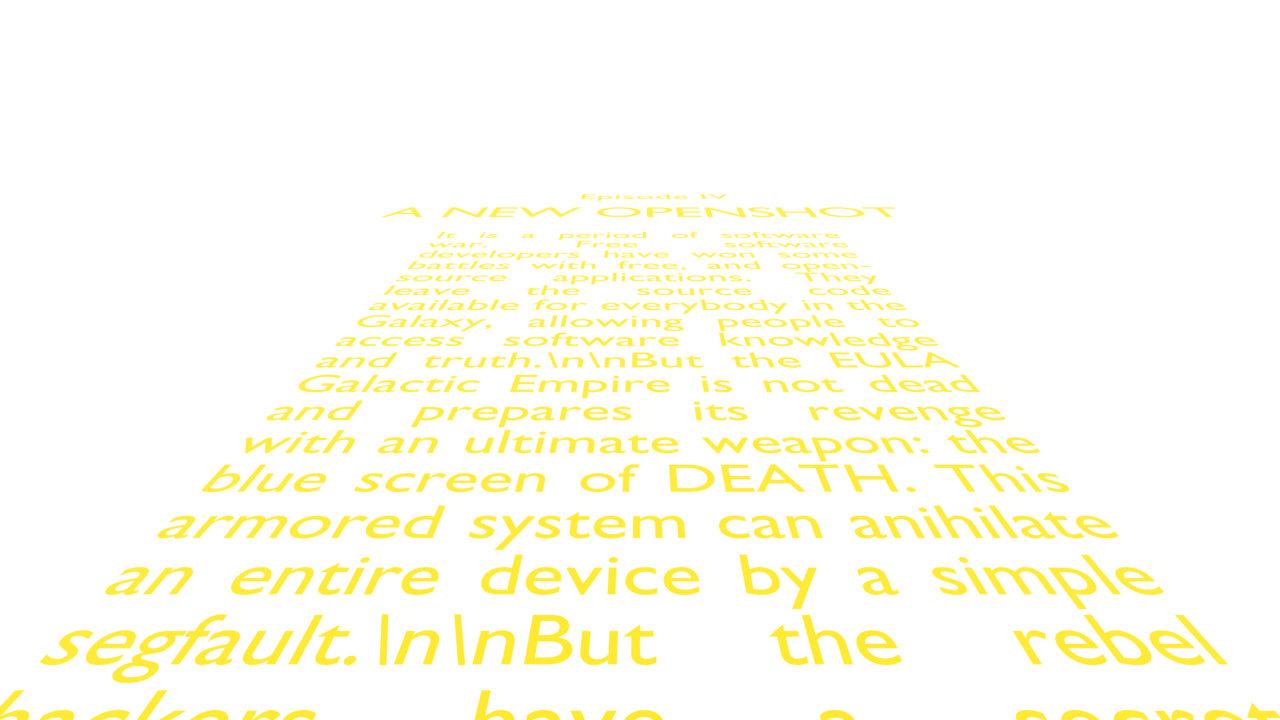 Episode IV
A NEW OPENSHOT
It is a period of software
war. Free software
developers have won some
battles with free, and open-
source applications. They
leave the source code
available for everybody in the
Galaxy, allowing people to
access software knowledge
and truth.\n\nBut the EULA
Galactic Empire is not dead
and prepares its revenge
with an ultimate weapon: the
blue screen of DEATH. This
armored system can anihilate
an entire device by a simple
segfault.\n\nBut the rebel
hackers have a secret